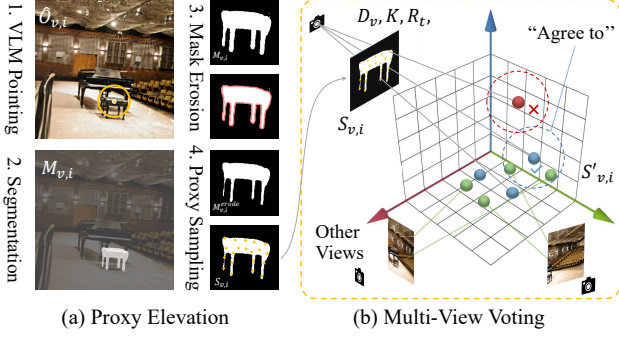 1. VLM Pointing
Õ_{v,i}
2. Segmentation
M_{v,i}
3. Mask Erosion
M_{v,i}
4. Proxy Sampling
M_{v,i}^{erode}
S_{v,i}
(a) Proxy Elevation
D_v, K, R_t,
S_{v,i}
“Agree to”
S'_{v,i}
Other
Views
(b) Multi-View Voting